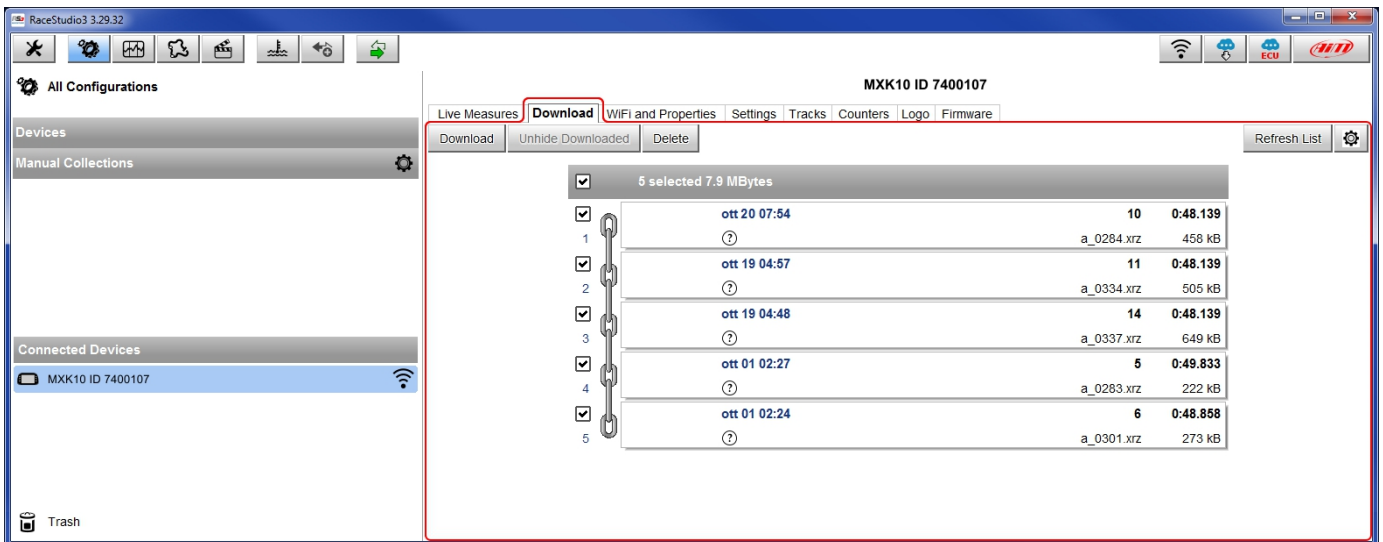 RaceStudio3 3.29.32
ECU AiM
All Configurations
MXK10 ID 7400107
Live Measures Download WiFi and Properties Settings Tracks Counters Logo Firmware
Devices
Download Unhide Downloaded Delete Refresh List
Manual Collections
5 selected 7.9 MBytes
ott 20 07:54 10 0:48.139
1 ? a_0284.xrz 458 kB
ott 19 04:57 11 0:48.139
2 ? a_0334.xrz 505 kB
ott 19 04:48 14 0:48.139
3 ? a_0337.xrz 649 kB
ott 01 02:27 5 0:49.833
4 ? a_0283.xrz 222 kB
ott 01 02:24 6 0:48.858
5 ? a_0301.xrz 273 kB
Connected Devices
MXK10 ID 7400107
Trash